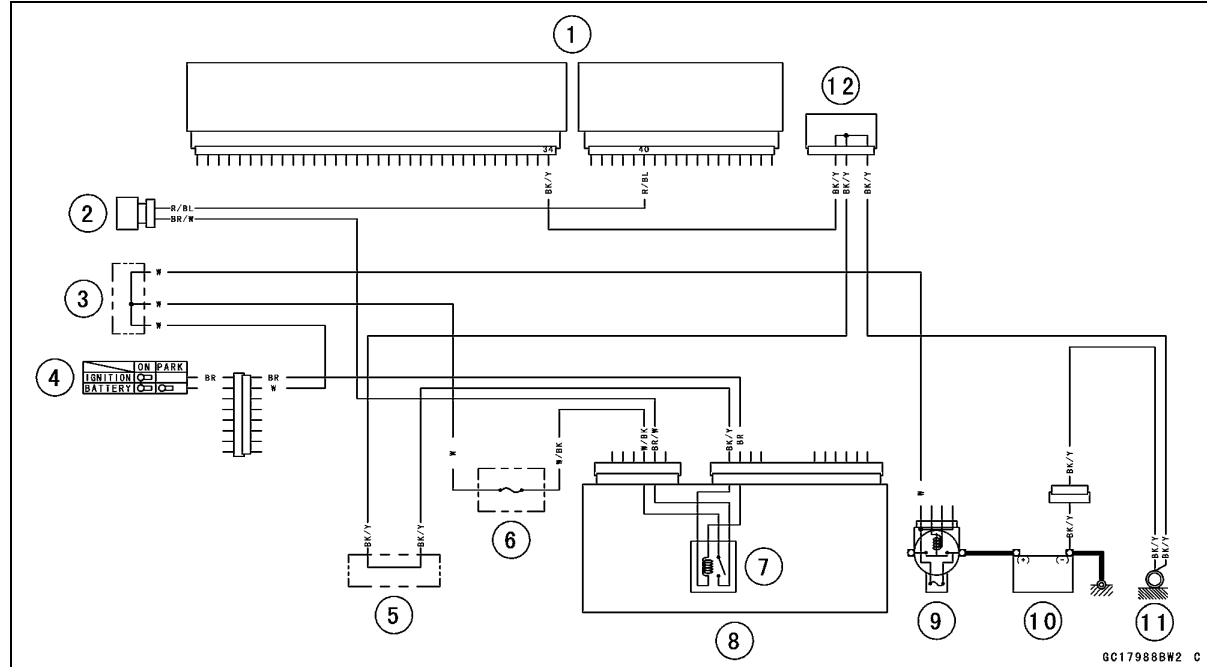 1
12
34
40
BK/Y
R/BL
BK/Y
BK/Y
BK/Y
2
R/BL
BR/W
3
W
W
W
4
ON PARK
IGNITION
BATTERY
BR
BR
W
W
W/BK
W/BK
BR/W
BK/Y
BR
W
BK/Y
BK/Y
BK/Y
BK/Y
BK/Y
BK/Y
6
7
(+)
(-)
5
8
9
10
11
GC17988BW2 C